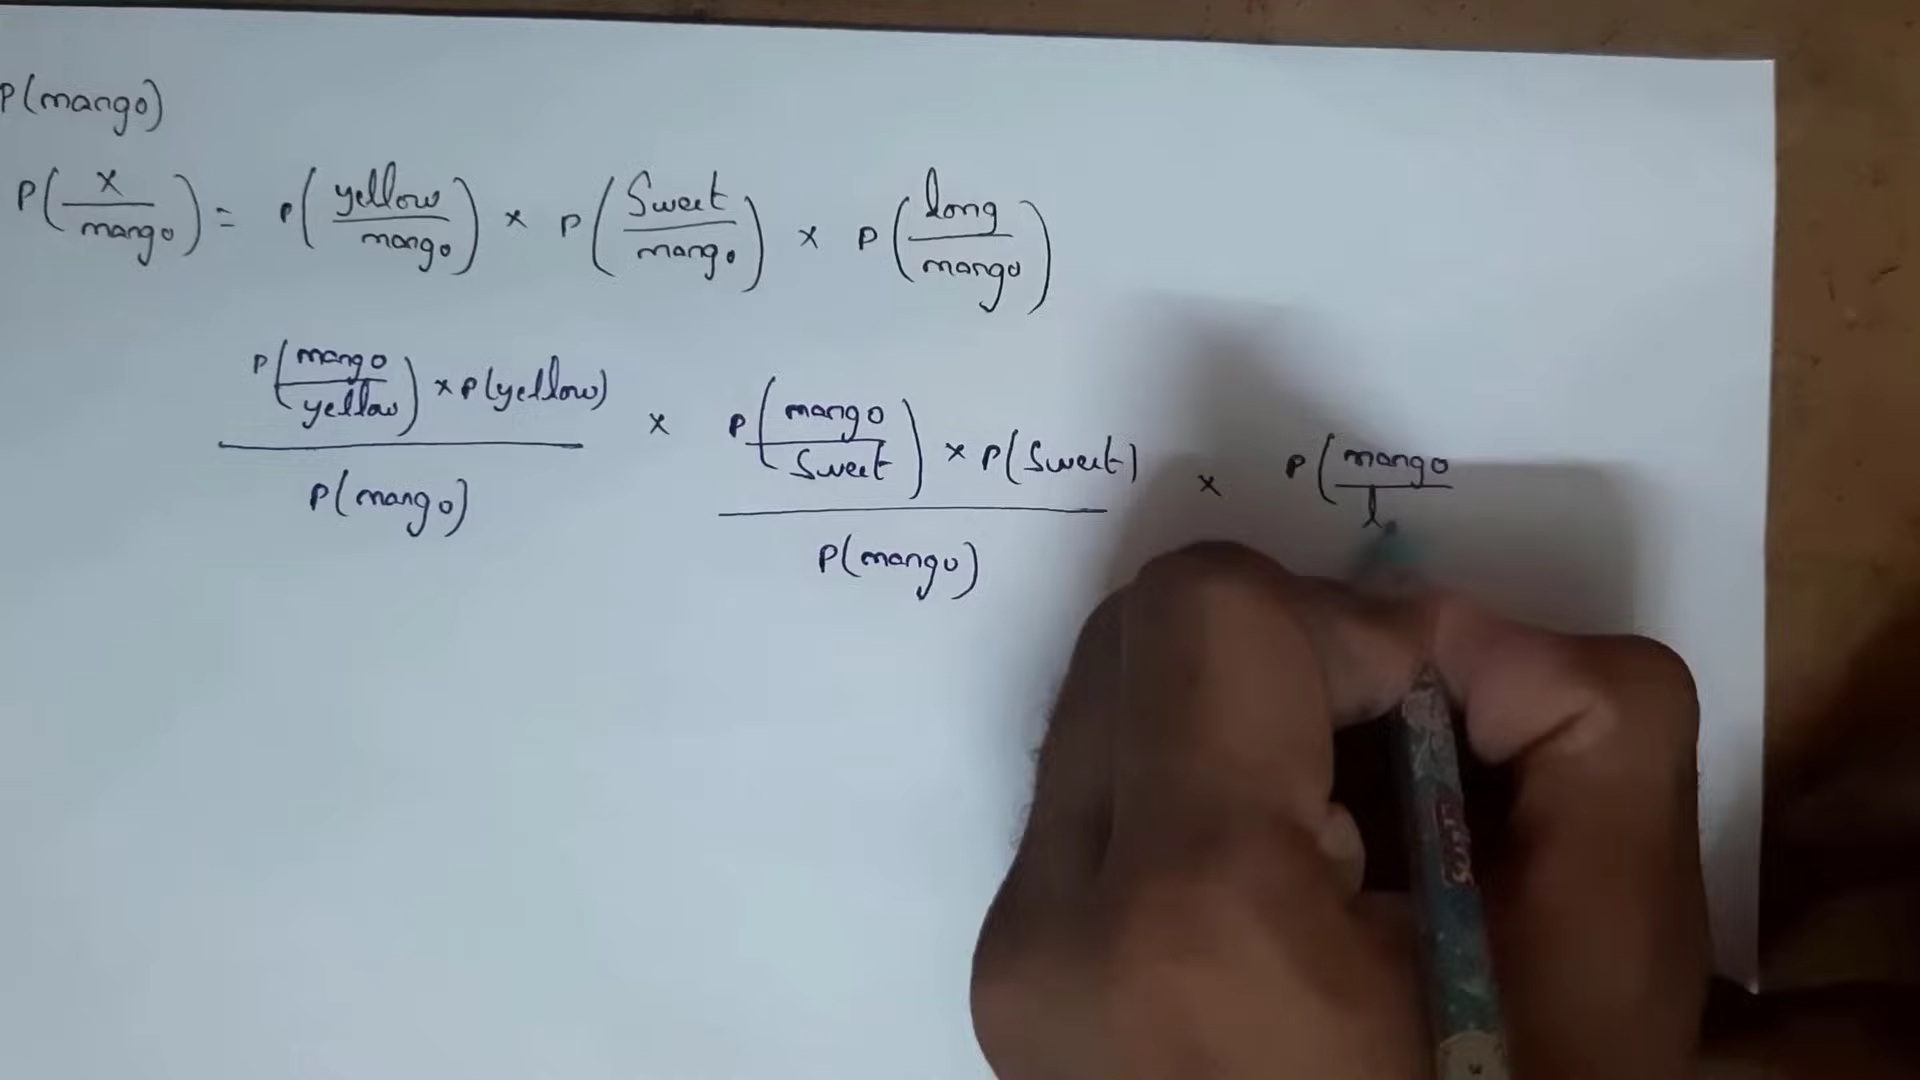 P(mango)
P(x/mango) = P(yellow/mango) × P(Sweet/mango) × P(long/mango)
P(mango/yellow) × P(yellow) × P(mango/Sweet) × P(Sweet) × P(mango/l
P(mango) P(mango)